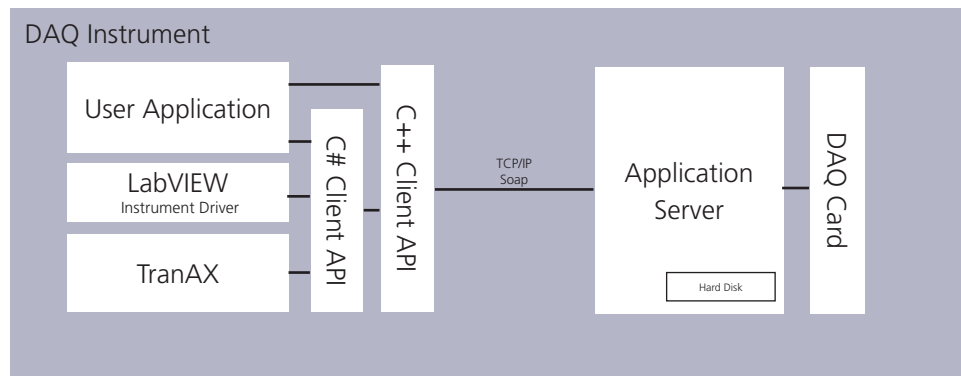 DAQ Instrument
User Application
LabVIEW
Instrument Driver
TranAX
C# Client API
C++ Client API
TCP/IP
Soap
Application
Server
Hard Disk
DAQ Card